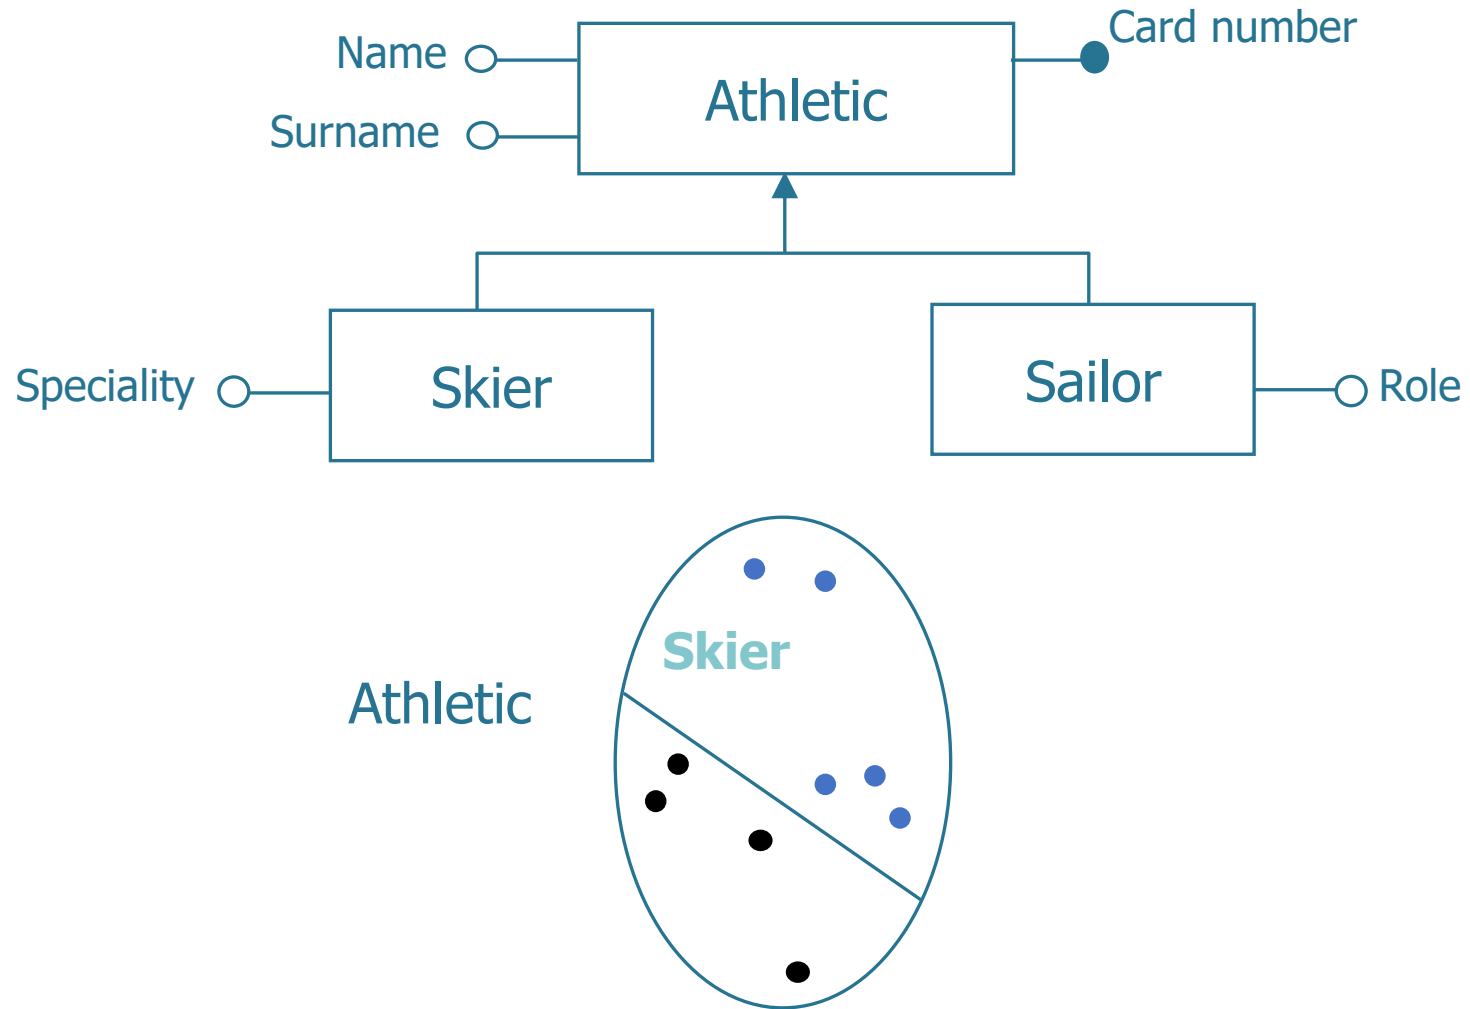 Card number
Name
Athletic
Surname
Speciality
Skier
Sailor
Role
Skier
Athletic